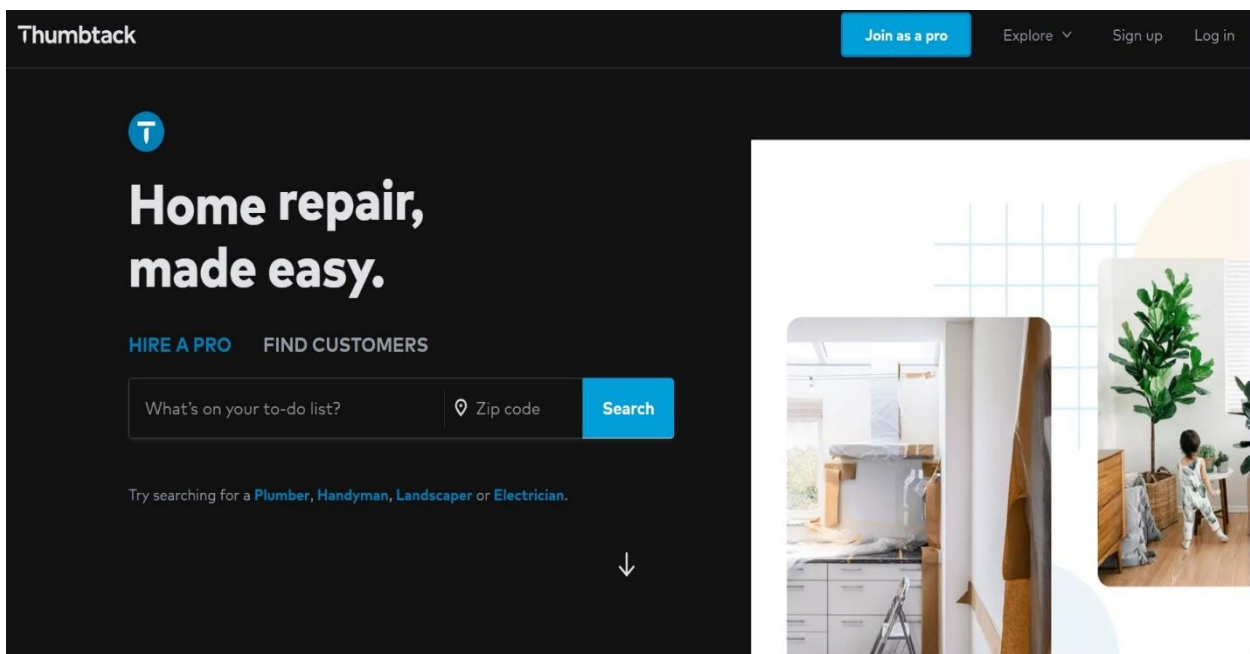 Thumbtack
Join as a pro
Explore
Sign up
Log in
Home repair,
made easy.
HIRE A PRO
FIND CUSTOMERS
What's on your to-do list?
Zip code
Search
Try searching for a Plumber, Handyman, Landscaper or Electrician.